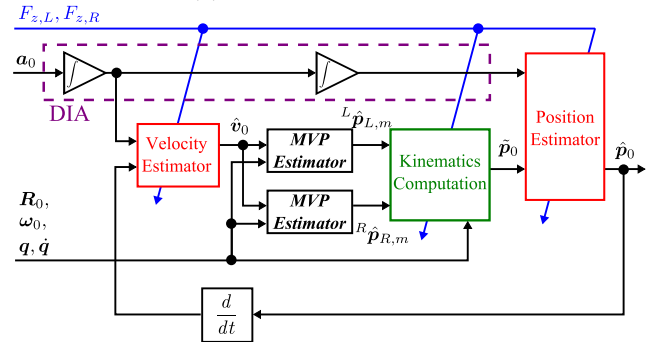 F_{z,L}, F_{z,R}
a_0
∫
∫
DIA
Velocity
Estimator
v̂_0
MVP
Estimator
^L p̂_{L,m}
MVP
Estimator
^R p̂_{R,m}
Kinematics
Computation
p̃_0
Position
Estimator
p̂_0
R_0,
ω_0,
q, q̇
d
dt